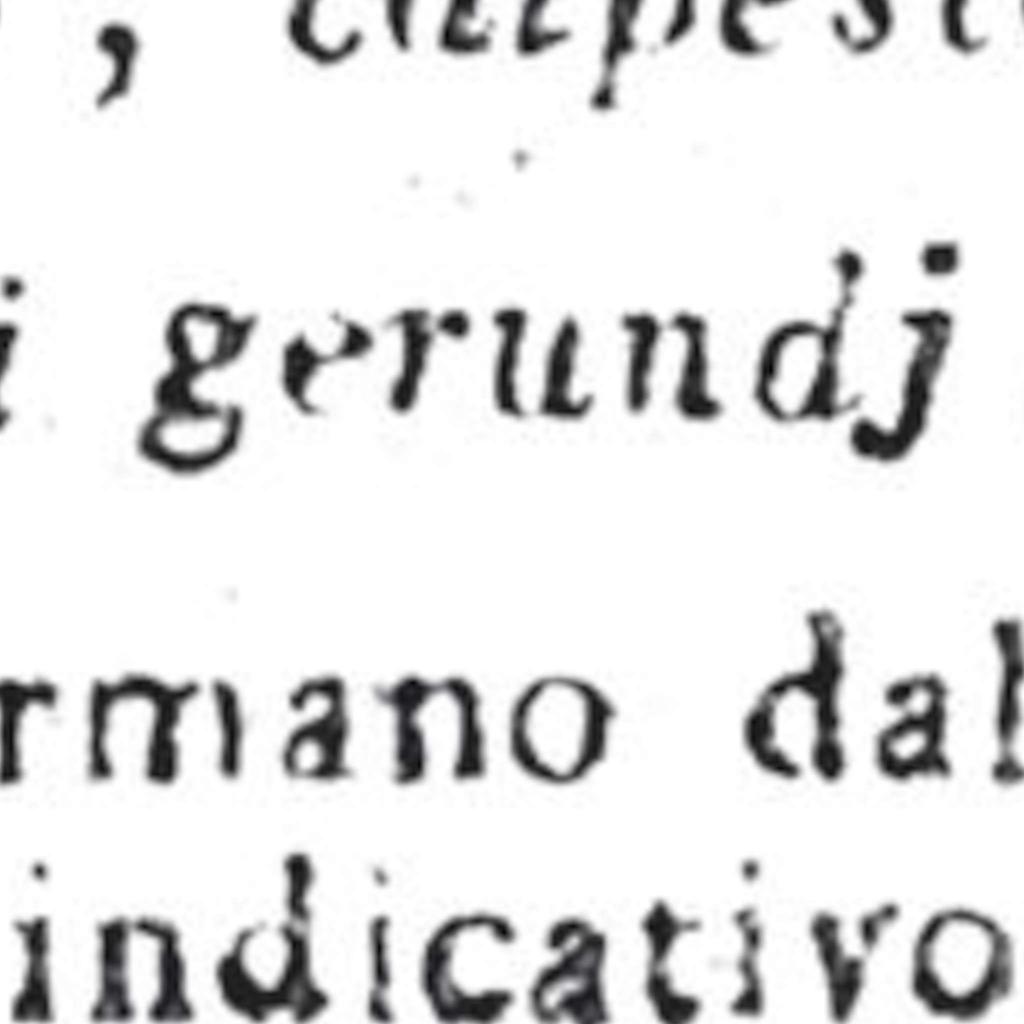 i gerundj
rmano dal
indicativo